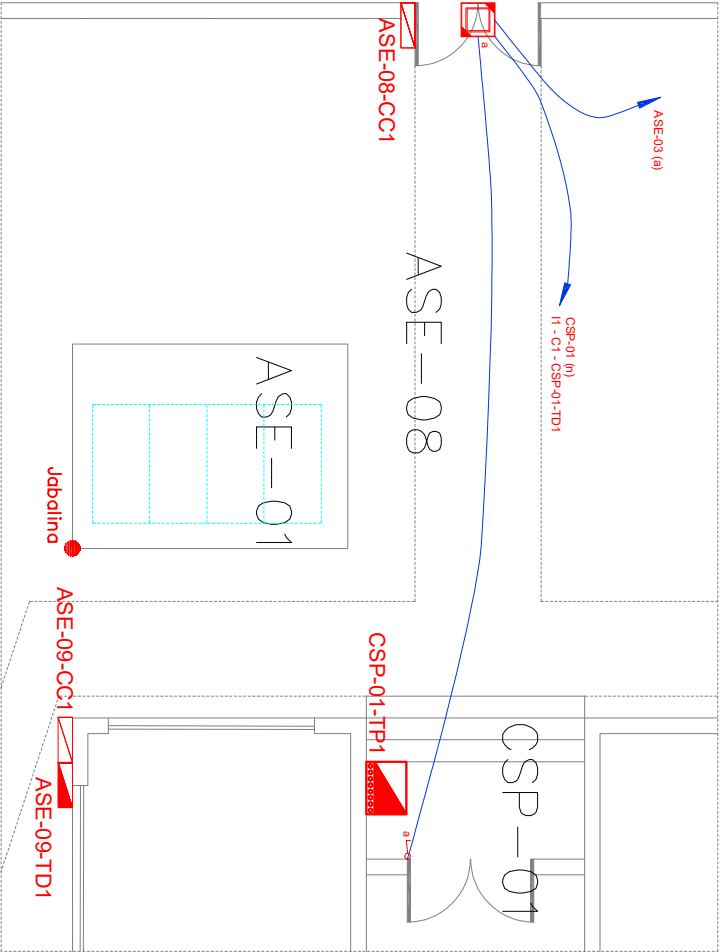 ASE-03 (a)
CSP-01 (n)
I1 - C1 - CSP-01-TD1
a
ASE-08-CC1
ASE-08
ASE-01
Jabalina
CSP-01
CSP-01-TP1
a
ASE-09-CC1
ASE-09-TD1